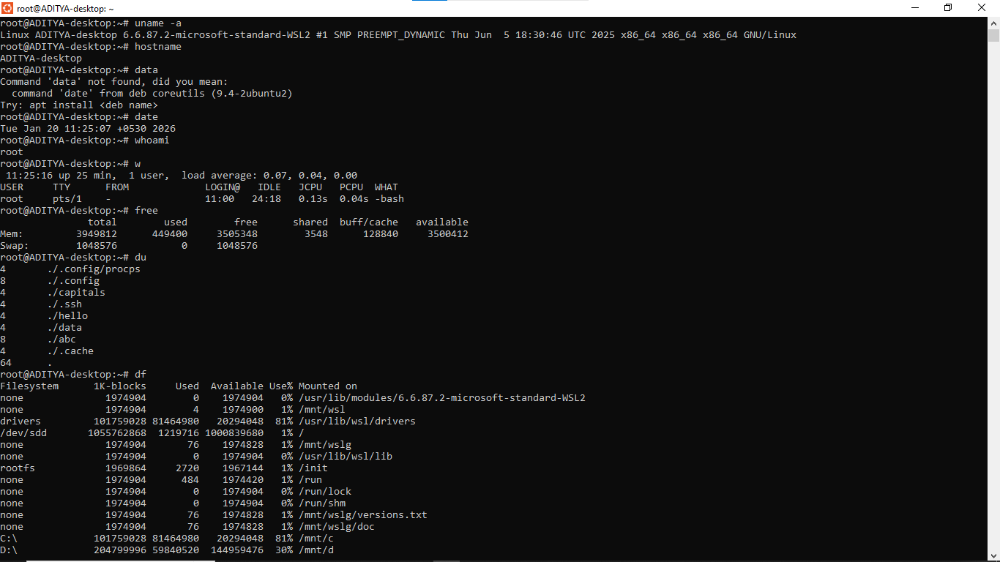 root@ADITYA-desktop: ~
root@ADITYA-desktop:~# uname -a
Linux ADITYA-desktop 6.6.87.2-microsoft-standard-WSL2 #1 SMP PREEMPT_DYNAMIC Thu Jun  5 18:30:46 UTC 2025 x86_64 x86_64 x86_64 GNU/Linux
root@ADITYA-desktop:~# hostname
ADITYA-desktop
root@ADITYA-desktop:~# data
Command 'data' not found, did you mean:
  command 'date' from deb coreutils (9.4-2ubuntu2)
Try: apt install <deb name>
root@ADITYA-desktop:~# date
Tue Jan 20 11:25:07 +0530 2026
root@ADITYA-desktop:~# whoami
root
root@ADITYA-desktop:~# w
 11:25:16 up 25 min,  1 user,  load average: 0.07, 0.04, 0.00
USER     TTY      FROM             LOGIN@   IDLE   JCPU   PCPU  WHAT
root     pts/1    -                11:00   24:18   0.13s  0.04s -bash
root@ADITYA-desktop:~# free
               total        used        free      shared  buff/cache   available
Mem:         3949812      449400     3505348        3548      128840     3500412
Swap:        1048576           0     1048576
root@ADITYA-desktop:~# du
4       ./.config/procps
8       ./.config
4       ./capitals
4       ./.ssh
4       ./hello
4       ./data
8       ./abc
4       ./.cache
64      .
root@ADITYA-desktop:~# df
Filesystem      1K-blocks     Used  Available Use% Mounted on
none              1974904        0    1974904   0% /usr/lib/modules/6.6.87.2-microsoft-standard-WSL2
none              1974904        4    1974900   1% /mnt/wsl
drivers         101759028 81464980   20294048  81% /usr/lib/wsl/drivers
/dev/sdd       1055762868  1219716 1000839680   1% /
none              1974904       76    1974828   1% /mnt/wslg
none              1974904        0    1974904   0% /usr/lib/wsl/lib
rootfs            1969864     2720    1967144   1% /init
none              1974904      484    1974420   1% /run
none              1974904        0    1974904   0% /run/lock
none              1974904        0    1974904   0% /run/shm
none              1974904       76    1974828   1% /mnt/wslg/versions.txt
none              1974904       76    1974828   1% /mnt/wslg/doc
C:\             101759028 81464980   20294048  81% /mnt/c
D:\             204799996 59840520  144959476  30% /mnt/d